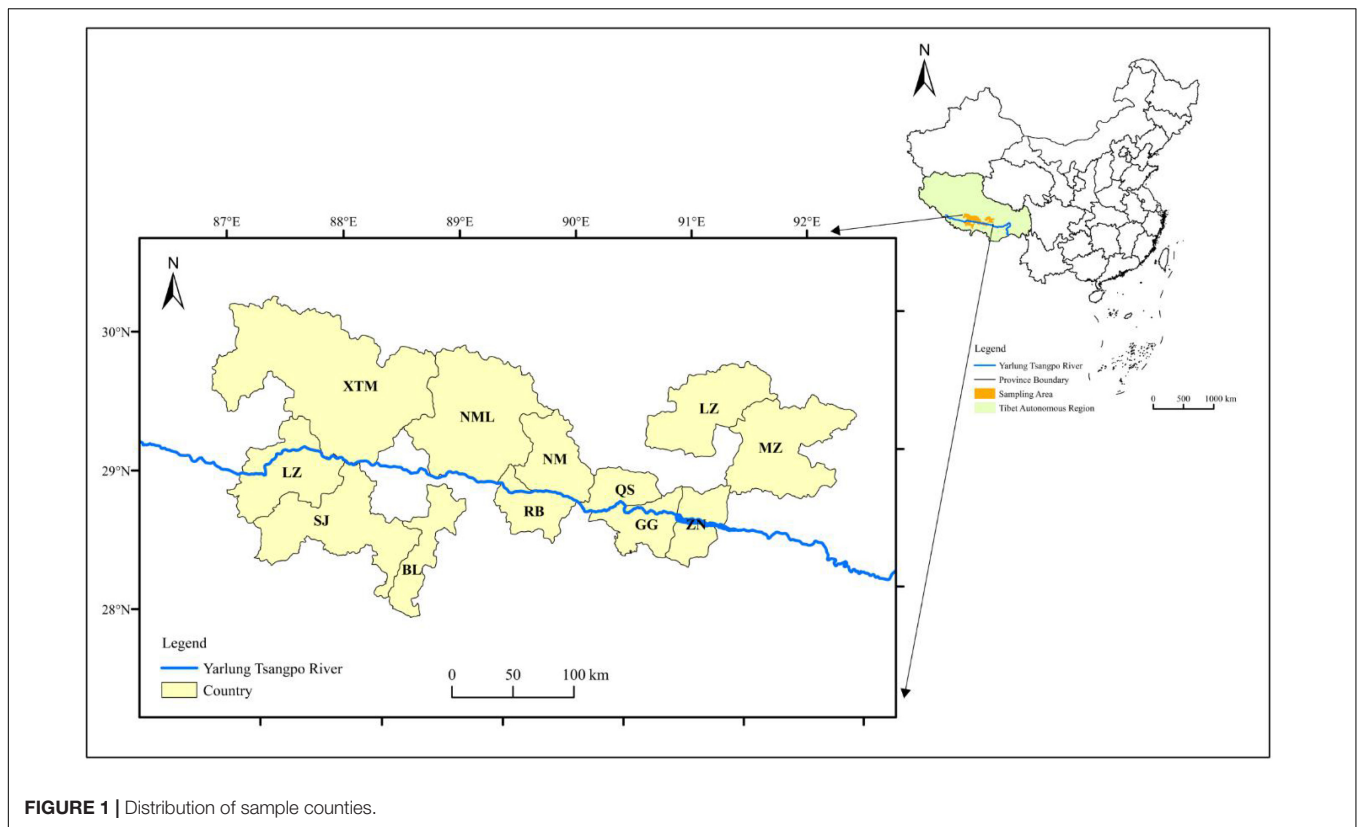 N
87°E 88°E 89°E 90°E 91°E 92°E
N
30°N
29°N
28°N
XTM
NML
LZ
MZ
NM
LZ
QS
RB
SJ
GG
ZN
BL
Legend
Yarlung Tsangpo River
Country
0 50 100 km
Legend
Yarlung Tsangpo River
Province Boundary
Sampling Area
Tibet Autonomous Region
0 500 1000 km
FIGURE 1 | Distribution of sample counties.